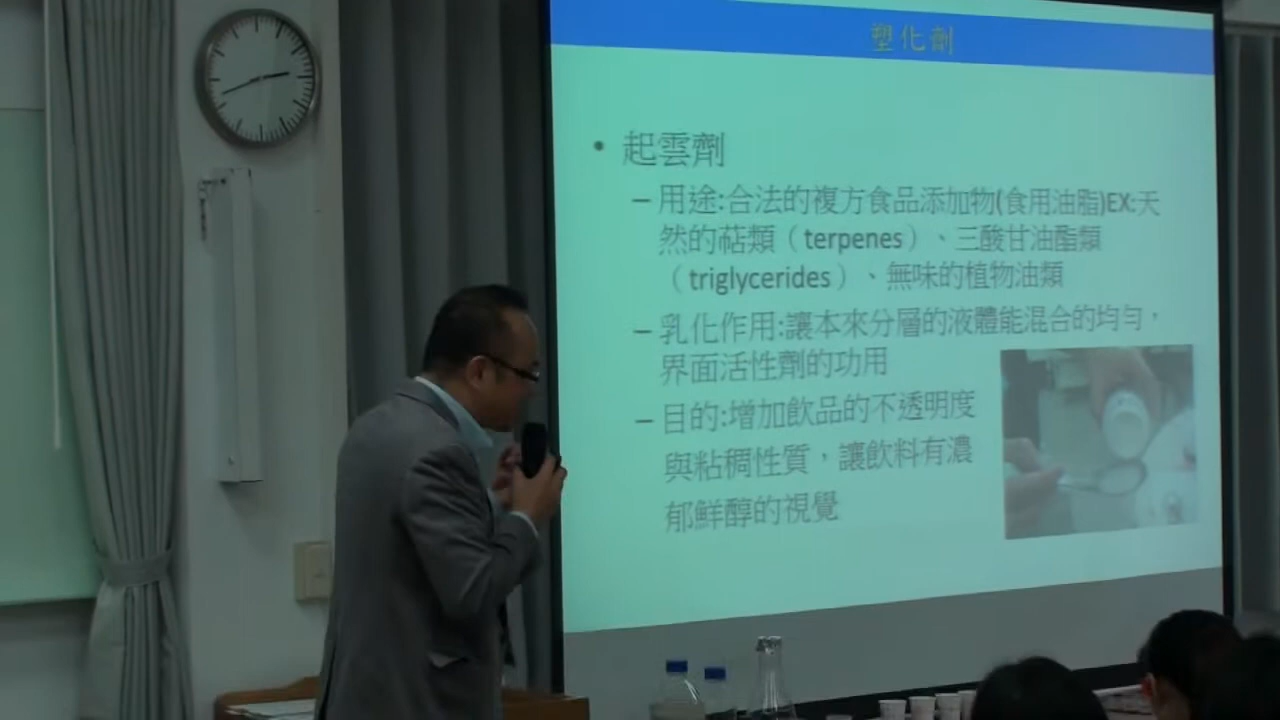 塑化劑
• 起雲劑
– 用途:合法的複方食品添加物(食用油脂)EX:天
然的萜類（terpenes）、三酸甘油酯類
（triglycerides）、無味的植物油類
– 乳化作用:讓本來分層的液體能混合的均勻，
界面活性劑的功用
– 目的:增加飲品的不透明度
與粘稠性質，讓飲料有濃
郁鮮醇的視覺